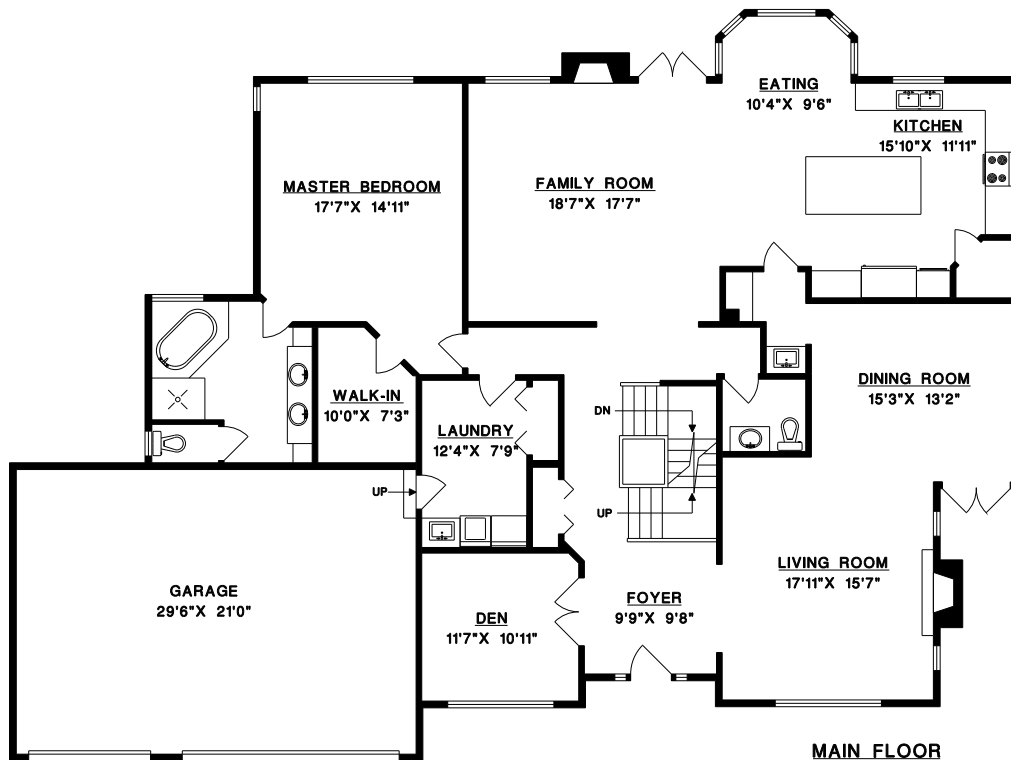 EATING
10'4"X 9'6"
KITCHEN
15'10"X 11'11"
MASTER BEDROOM
17'7"X 14'11"
FAMILY ROOM
18'7"X 17'7"
DINING ROOM
15'3"X 13'2"
WALK-IN
10'0"X 7'3"
DN
LAUNDRY
12'4"X 7'9"
UP
UP
LIVING ROOM
17'11"X 15'7"
GARAGE
29'6"X 21'0"
FOYER
9'9"X 9'8"
DEN
11'7"X 10'11"
MAIN FLOOR